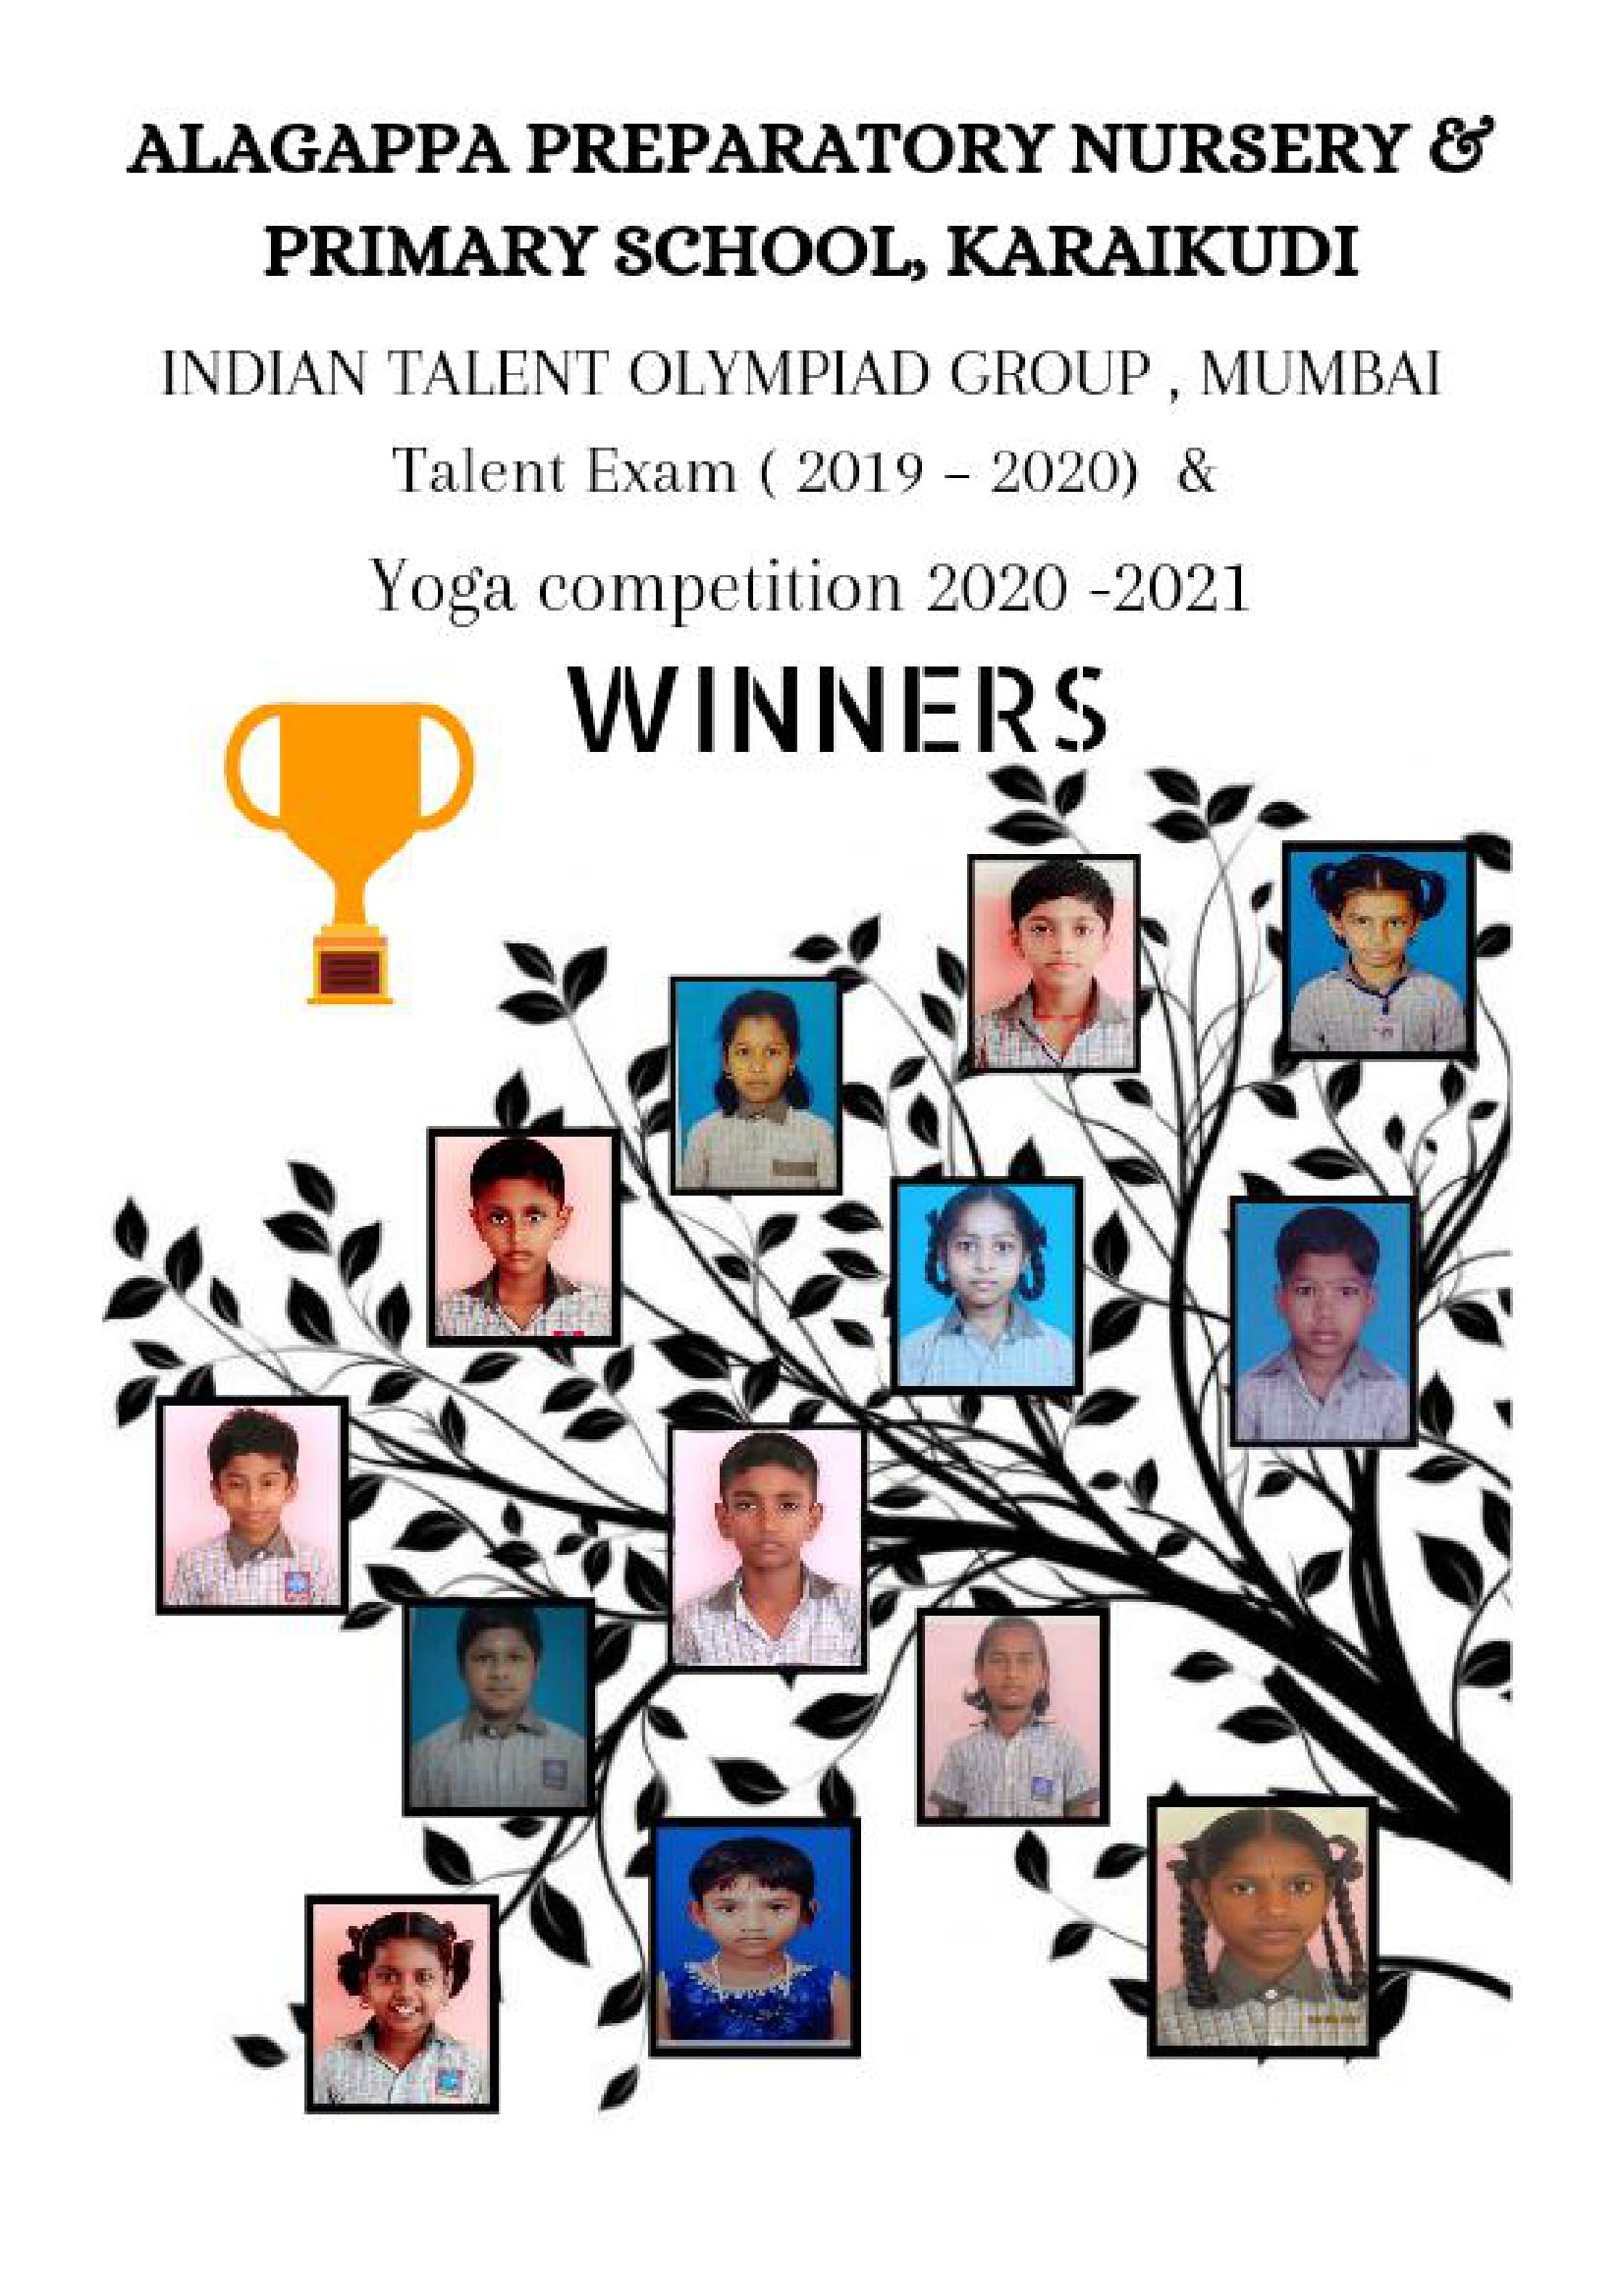 ALAGAPPA PREPARATORY NURSERY &
PRIMARY SCHOOL, KARAIKUDI
INDIAN TALENT OLYMPIAD GROUP , MUMBAI
Talent Exam ( 2019 – 2020) &
Yoga competition 2020 -2021
WINNERS